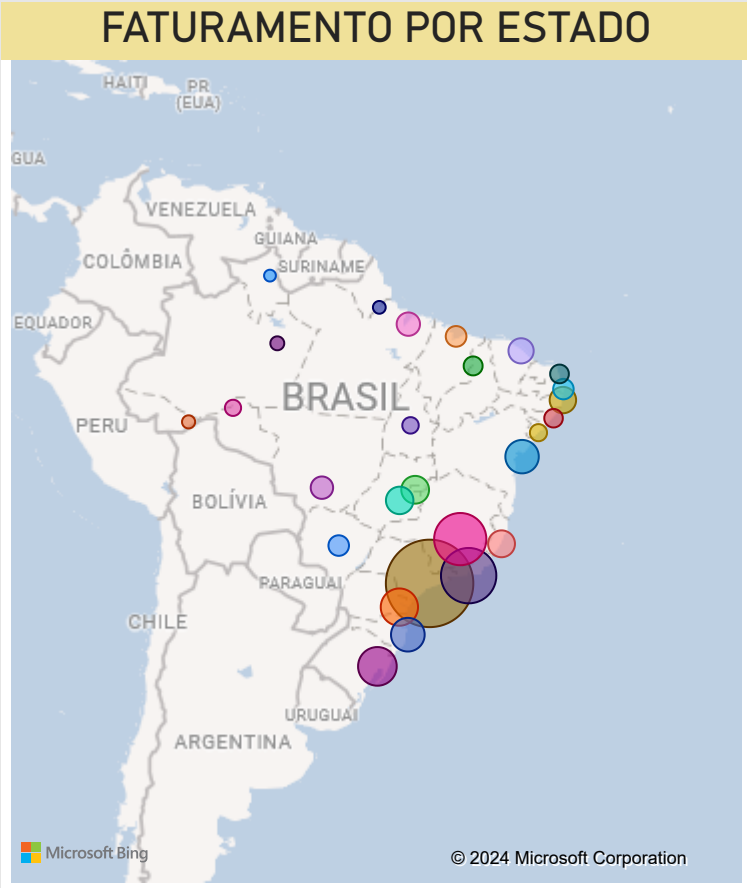 FATURAMENTO POR ESTADO
HAITI
PR
(EUA)
GUA
VENEZUELA
GUIANA
COLÔMBIA
SURINAME
EQUADOR
BRASIL
PERU
BOLÍVIA
PARAGUAI
CHILE
URUGUAI
ARGENTINA
Microsoft Bing
© 2024 Microsoft Corporation